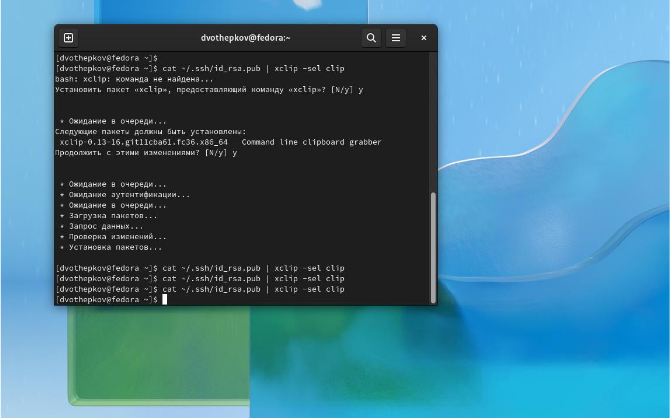 dvothepkov@fedora:~
[dvothepkov@fedora ~]$
[dvothepkov@fedora ~]$ cat ~/.ssh/id_rsa.pub | xclip -sel clip
bash: xclip: команда не найдена...
Установить пакет «xclip», предоставляющий команду «xclip»? [N/y] y
* Ожидание в очереди...
Следующие пакеты должны быть установлены:
xclip-0.13-16.git11cba61.fc36.x86_64 Command line clipboard grabber
Продолжить с этими изменениями? [N/y] y
* Ожидание в очереди...
* Ожидание аутентификации...
* Ожидание в очереди...
* Загрузка пакетов...
* Запрос данных...
* Проверка изменений...
* Установка пакетов...
[dvothepkov@fedora ~]$ cat ~/.ssh/id_rsa.pub | xclip -sel clip
[dvothepkov@fedora ~]$ cat ~/.ssh/id_rsa.pub | xclip -sel clip
[dvothepkov@fedora ~]$ cat ~/.ssh/id_rsa.pub | xclip -sel clip
[dvothepkov@fedora ~]$